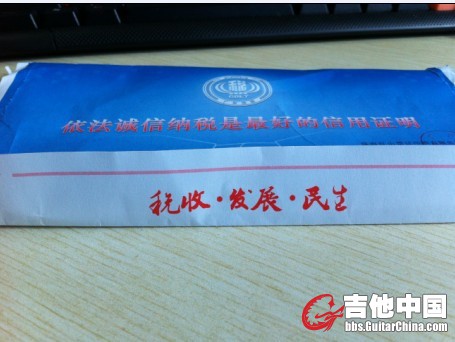 税
依法诚信纳税是最好的信用证明
税收·发展·民生
吉他中国
bbs.GuitarChina.com